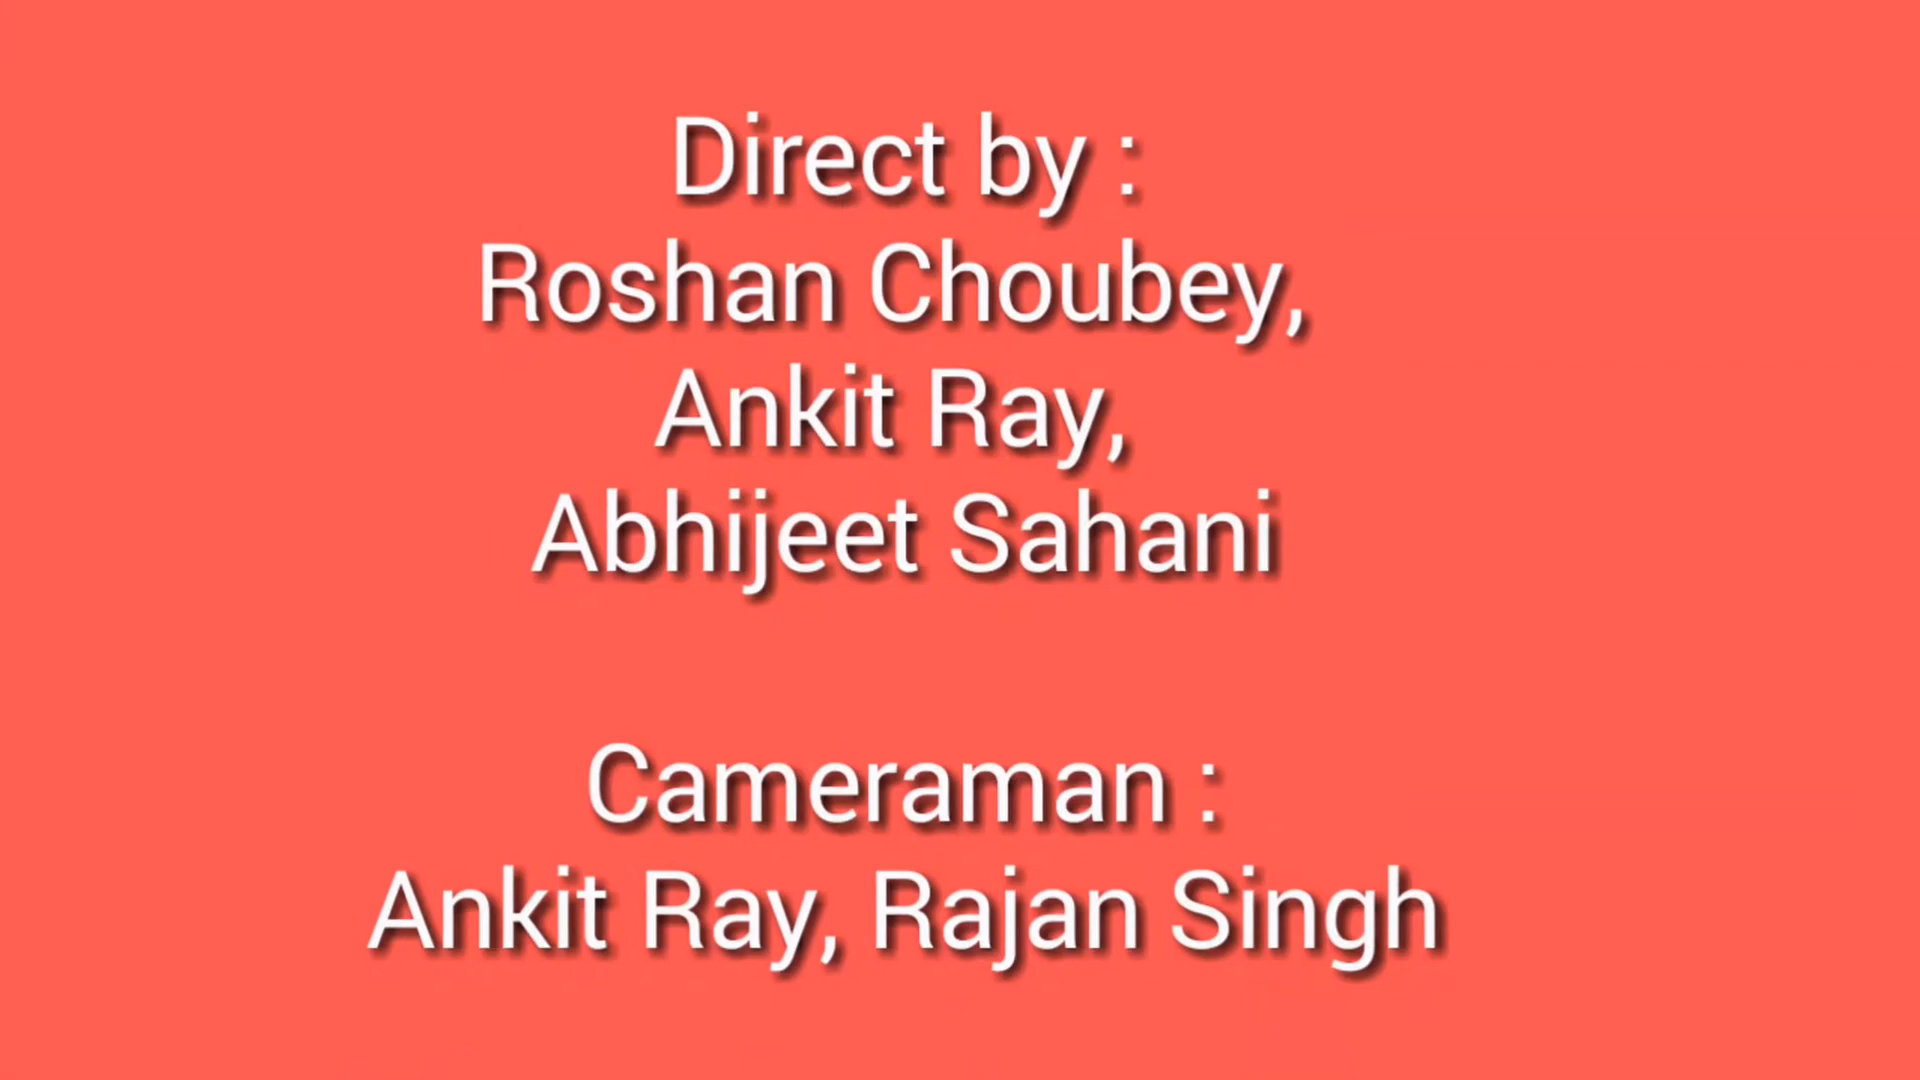 Direct by :
Roshan Choubey,
Ankit Ray,
Abhijeet Sahani
Cameraman :
Ankit Ray, Rajan Singh